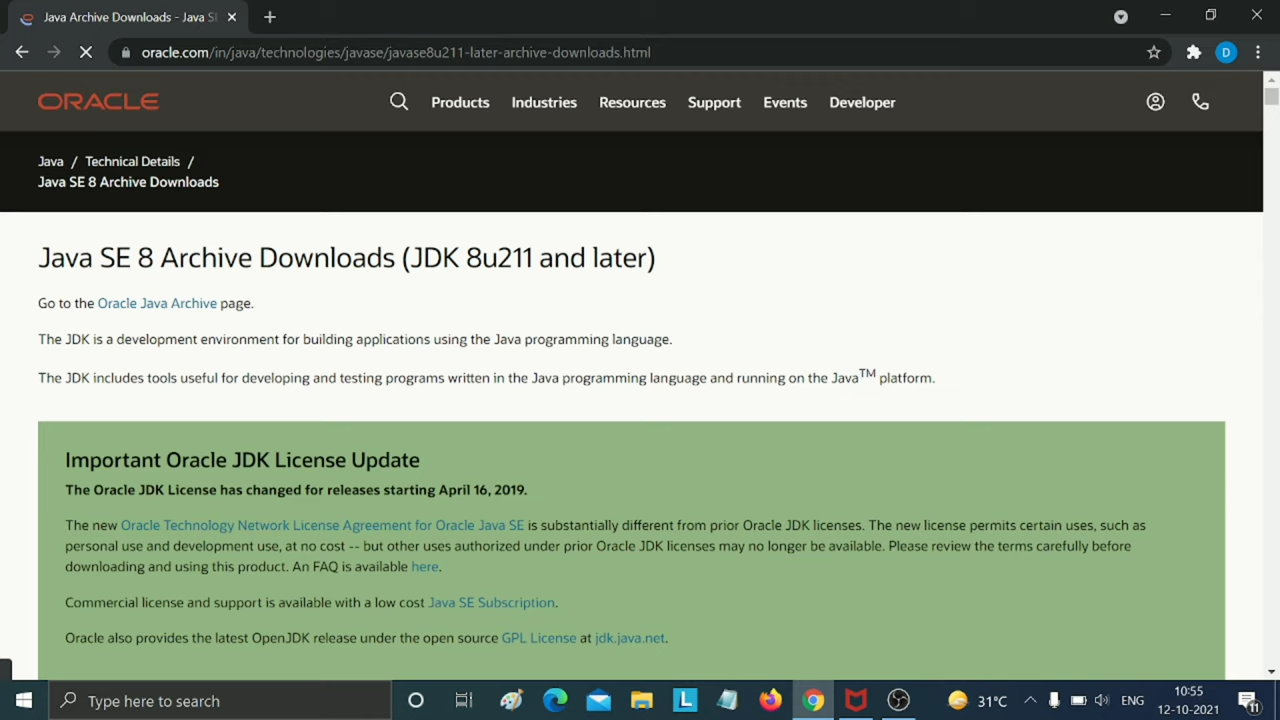 Java Archive Downloads - Java S
oracle.com/in/java/technologies/javase/javase8u211-later-archive-downloads.html
D
ORACLE
Products
Industries
Resources
Support
Events
Developer
Java / Technical Details /
Java SE 8 Archive Downloads
Java SE 8 Archive Downloads (JDK 8u211 and later)
Go to the Oracle Java Archive page.
The JDK is a development environment for building applications using the Java programming language.
The JDK includes tools useful for developing and testing programs written in the Java programming language and running on the Java™ platform.
Important Oracle JDK License Update
The Oracle JDK License has changed for releases starting April 16, 2019.
The new Oracle Technology Network License Agreement for Oracle Java SE is substantially different from prior Oracle JDK licenses. The new license permits certain uses, such as
personal use and development use, at no cost -- but other uses authorized under prior Oracle JDK licenses may no longer be available. Please review the terms carefully before
downloading and using this product. An FAQ is available here.
Commercial license and support is available with a low cost Java SE Subscription.
Oracle also provides the latest OpenJDK release under the open source GPL License at jdk.java.net.
Type here to search
L
31°C
ENG
10:55
12-10-2021
11